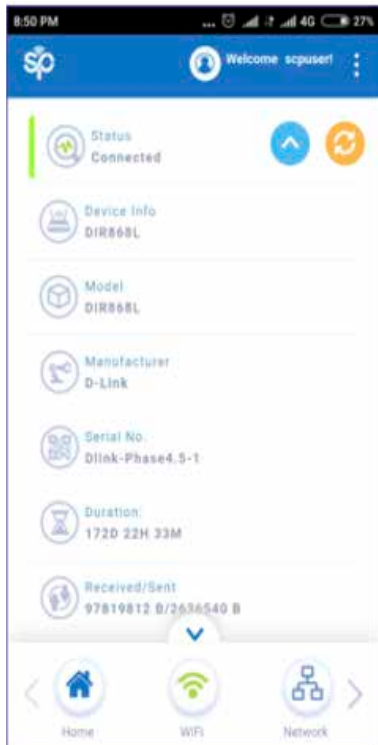 8:50 PM ... 4G 27%
sp Welcome scpuser!
Status
Connected
Device Info
DIR868L
Model
DIR868L
Manufacturer
D-Link
Serial No.
Dlink-Phase4.5-1
Duration:
172D 22H 33M
Received/Sent
97819812 B/2636540 B
Home WiFi Network